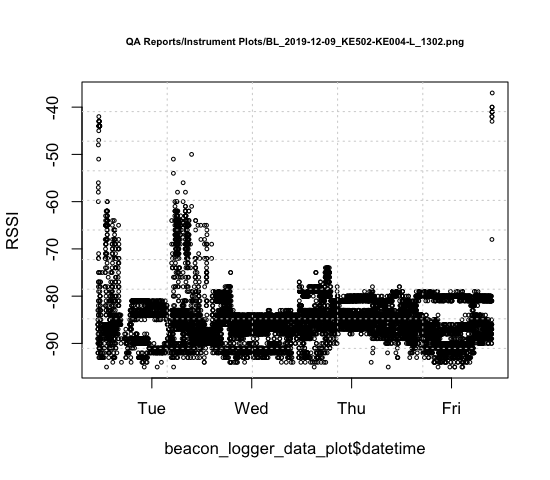 QA Reports/Instrument Plots/BL_2019-12-09_KE502-KE004-L_1302.png
-40
-50
-60
-70
-80
-90
RSSI
Tue Wed Thu Fri
beacon_logger_data_plot$datetime